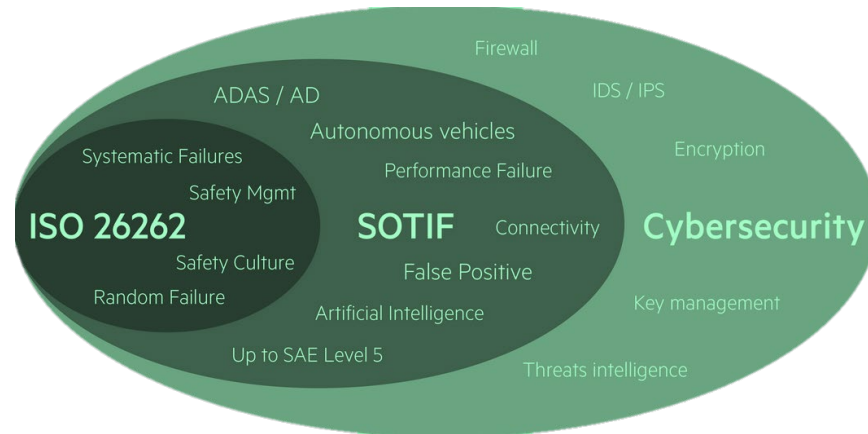 Firewall
ADAS / AD
IDS / IPS
Autonomous vehicles
Systematic Failures
Encryption
Performance Failure
Safety Mgmt
ISO 26262
SOTIF
Connectivity
Cybersecurity
Safety Culture
False Positive
Random Failure
Artificial Intelligence
Key management
Up to SAE Level 5
Threats intelligence